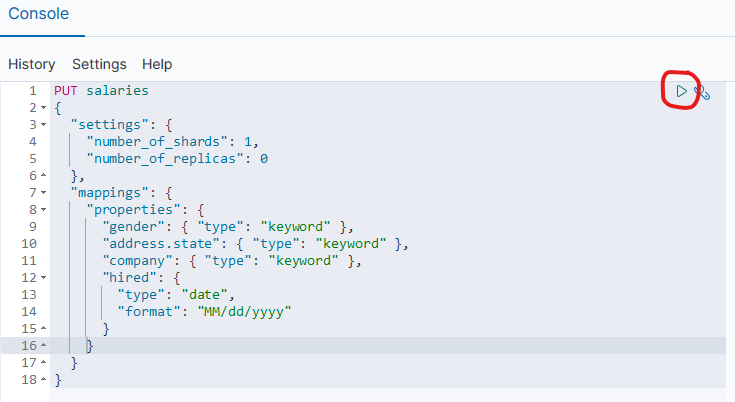 Console
History Settings Help
1 PUT salaries
2 {
3 "settings": {
4 "number_of_shards": 1,
5 "number_of_replicas": 0
6 },
7 "mappings": {
8 "properties": {
9 "gender": { "type": "keyword" },
10 "address.state": { "type": "keyword" },
11 "company": { "type": "keyword" },
12 "hired": {
13 "type": "date",
14 "format": "MM/dd/yyyy"
15 }
16 }
17 }
18 }